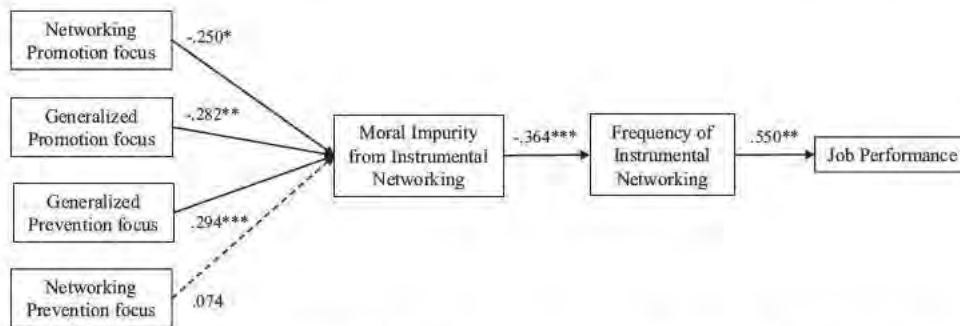 Networking
Promotion focus
-.250*
Generalized
Promotion focus
-.282**
Generalized
Prevention focus
.294***
Networking
Prevention focus
.074
Moral Impurity
from Instrumental
Networking
-.364***
Frequency of
Instrumental
Networking
.550**
Job Performance